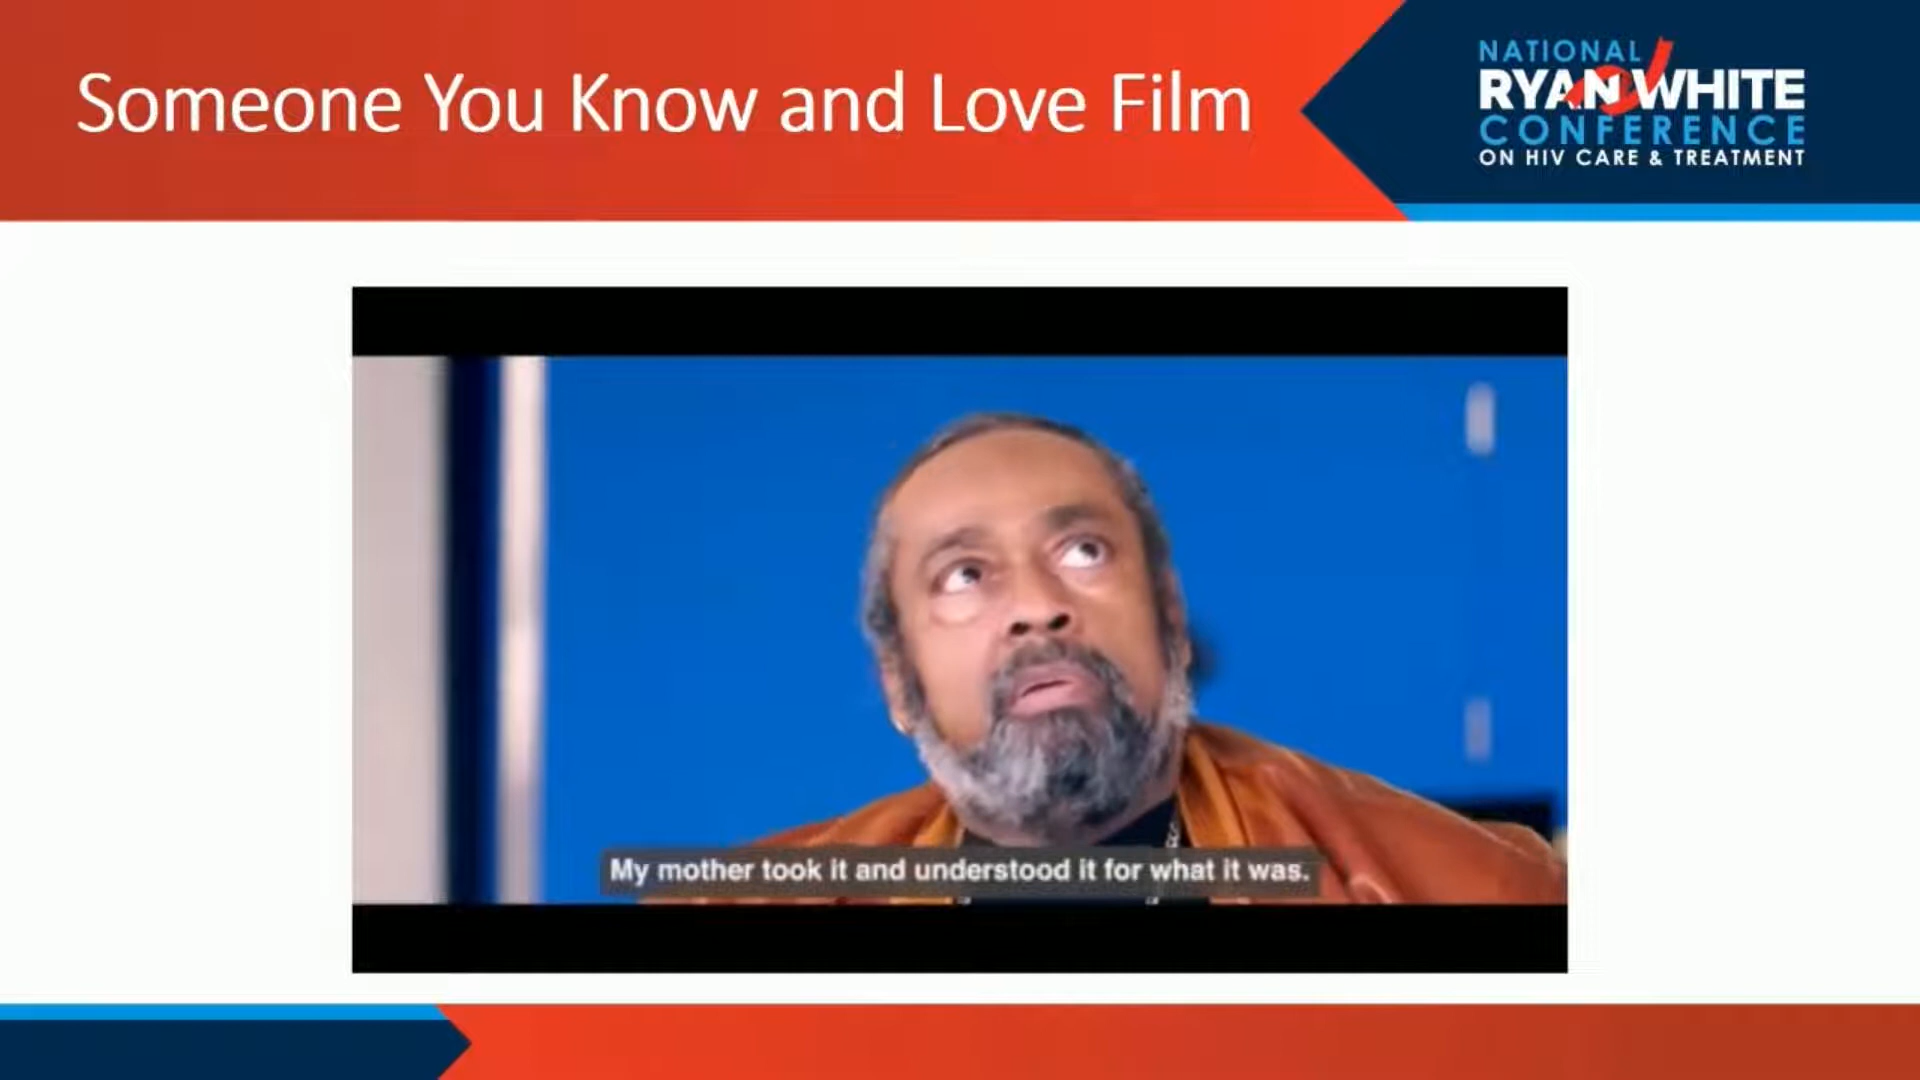 Someone You Know and Love Film
NATIONAL
RYAN WHITE
CONFERENCE
ON HIV CARE & TREATMENT
My mother took it and understood it for what it was.